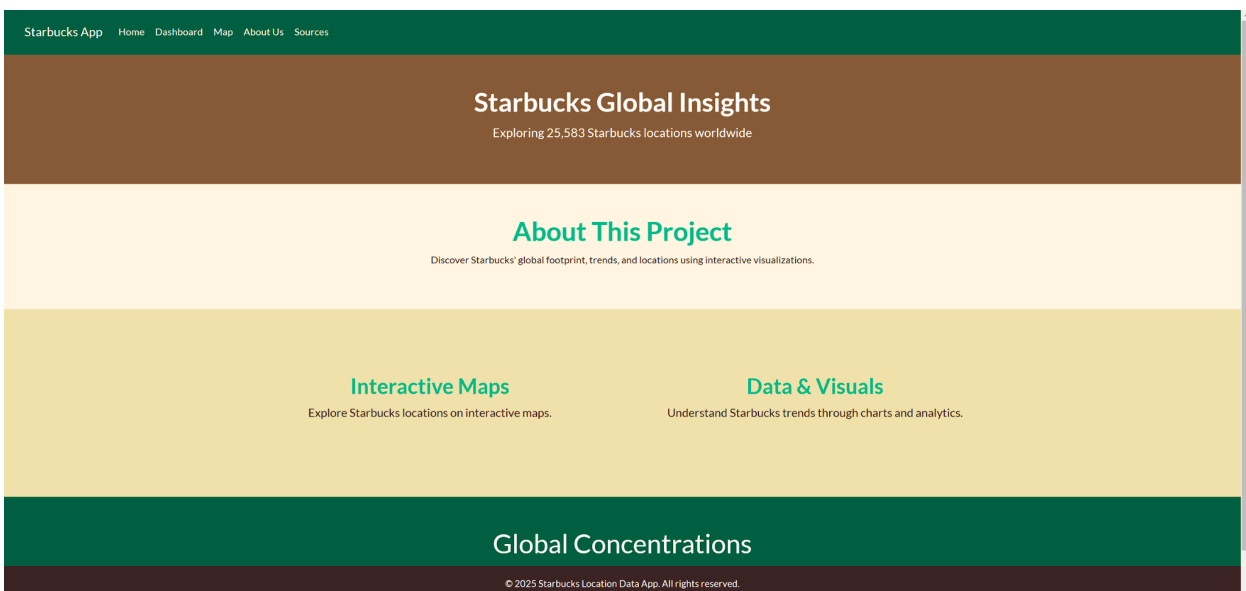 Starbucks App Home Dashboard Map About Us Sources
Starbucks Global Insights
Exploring 25,583 Starbucks locations worldwide
About This Project
Discover Starbucks' global footprint, trends, and locations using interactive visualizations.
Interactive Maps
Explore Starbucks locations on interactive maps.
Data & Visuals
Understand Starbucks trends through charts and analytics.
Global Concentrations
© 2025 Starbucks Location Data App. All rights reserved.